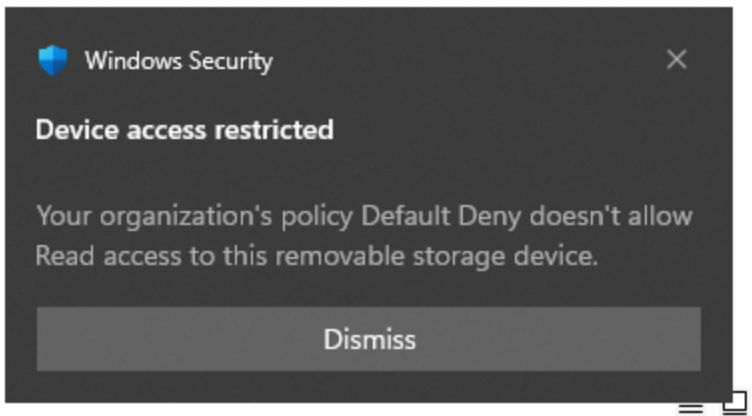 Windows Security
Device access restricted
Your organization's policy Default Deny doesn't allow
Read access to this removable storage device.
Dismiss